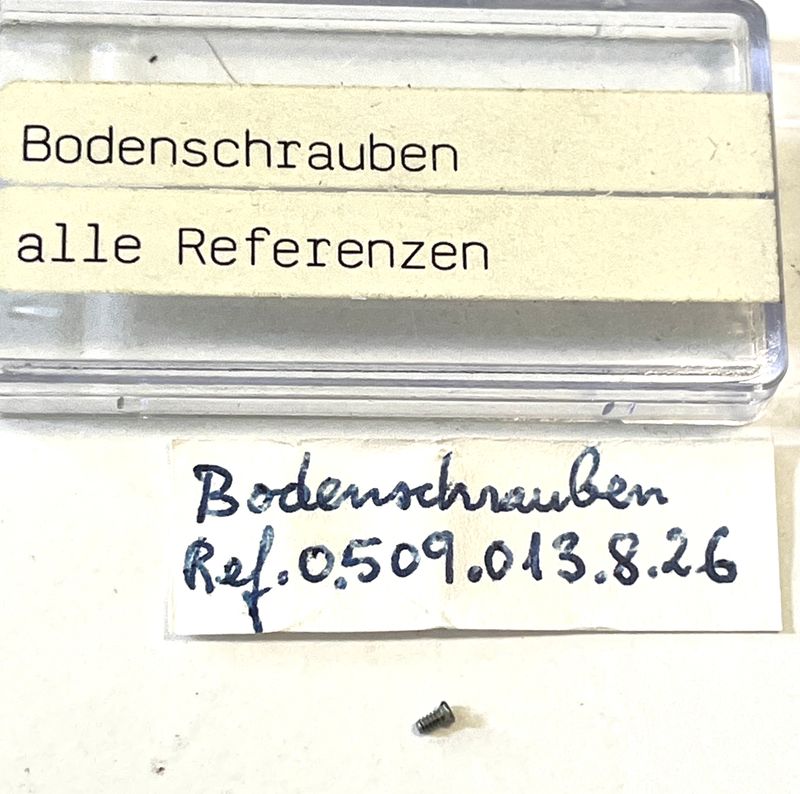 Bodenschrauben
alle Referenzen
Bodenschrauben
Ref.0.509.013.8.26